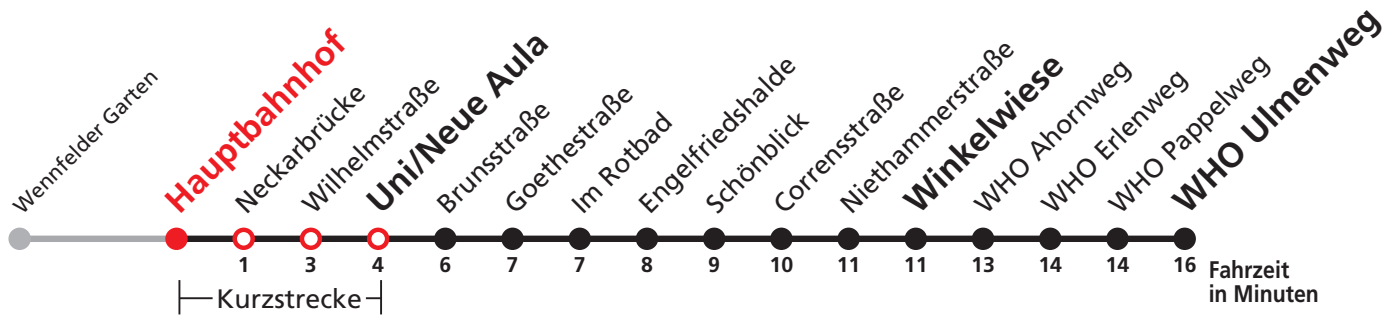 Wennfelder Garten
Hauptbahnhof
Neckarbrücke
Wilhelmstraße
Uni/Neue Aula
Brunsstraße
Goethestraße
Im Rotbad
Engelfriedshalde
Schönblick
Corrensstraße
Niethammerstraße
Winkelwiese
WHO Ahornweg
WHO Erlenweg
WHO Pappelweg
WHO Ulmenweg
1 3 4 6 7 7 8 9 10 11 11 13 14 14 16 Fahrzeit
in Minuten
Kurzstrecke